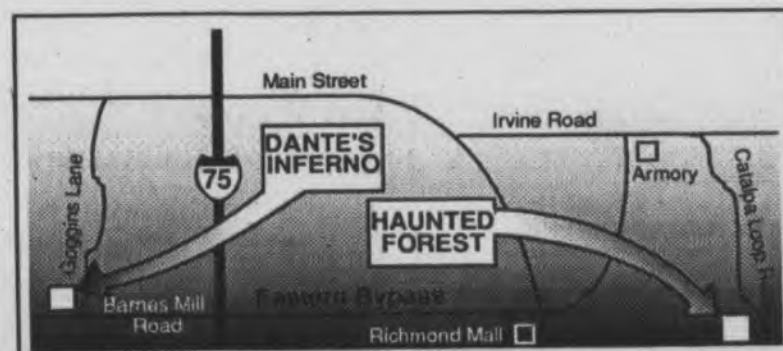 Main Street
Irvine Road
DANTE'S
INFERNO
75
Armory
Goggins Lane
HAUNTED
FOREST
Catalpa Loop
Barnes Mill
Road
Eastern Bypass
Richmond Mall